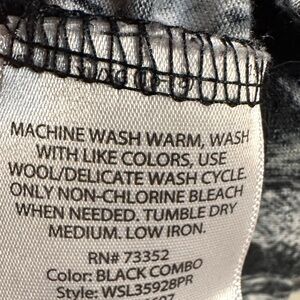 MACHINE WASH WARM, WASH
WITH LIKE COLORS, USE
WOOL/DELICATE WASH CYCLE.
ONLY NON-CHLORINE BLEACH
WHEN NEEDED. TUMBLE DRY
MEDIUM. LOW IRON.
RN# 73352
Color: BLACK COMBO
Style: WSL35928PR